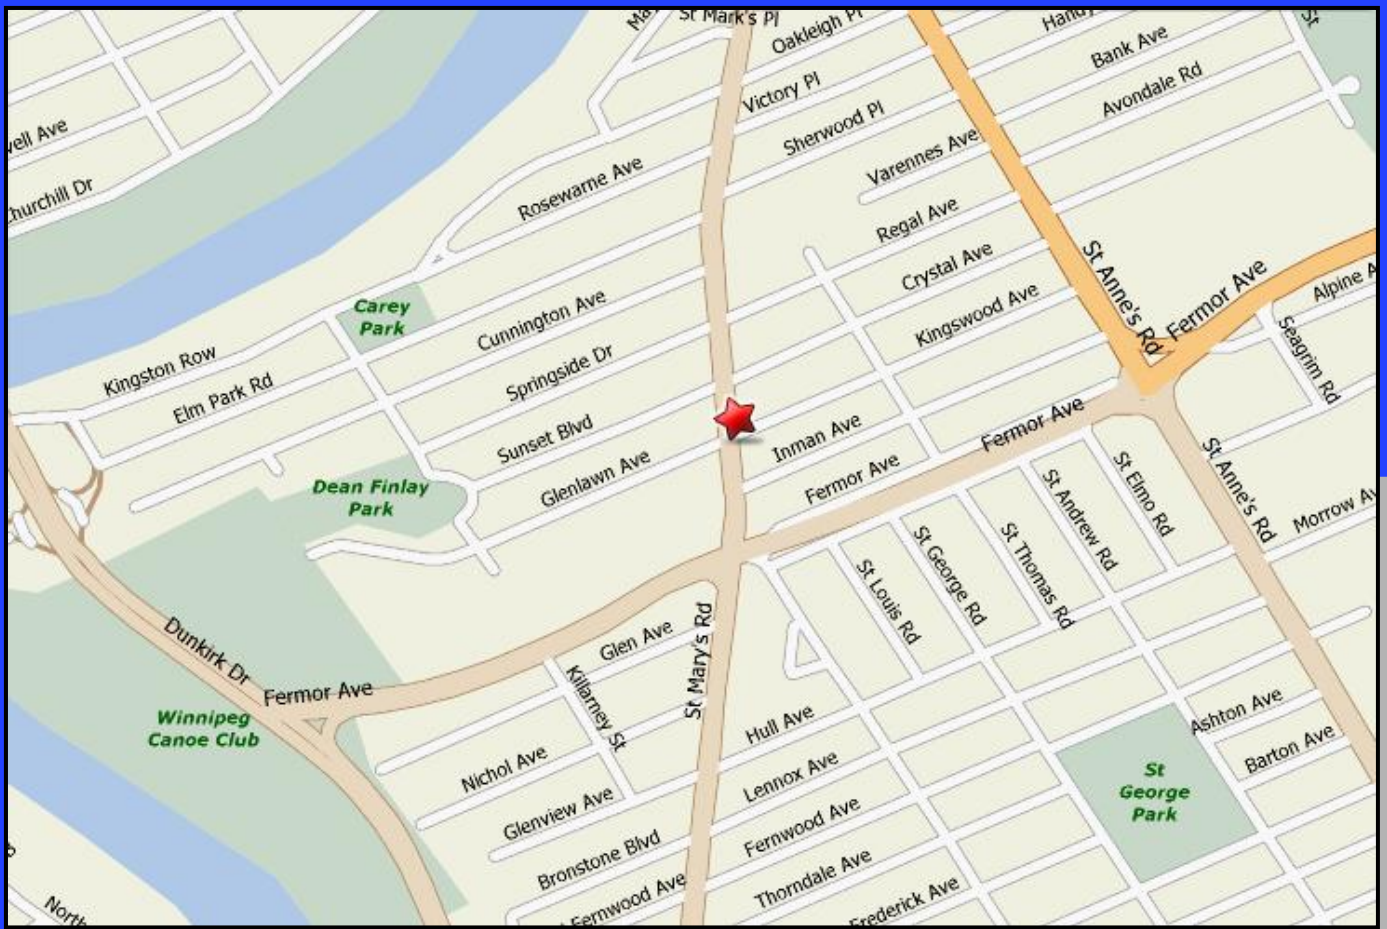 St Mark's Pl
Oakleigh Pl
Bank Ave
Victory Pl
Avondale Rd
Sherwood Pl
Varennes Ave
Rosewarne Ave
Churchill Dr
Regal Ave
Crystal Ave
St Anne's Rd
Fermor Ave
Alpine A
Carey
Park
Cunnington Ave
Kingswood Ave
Seagrim Rd
Kingston Row
Springside Dr
Elm Park Rd
Sunset Blvd
Inman Ave
Fermor Ave
Glenlawn Ave
Fermor Ave
Dean Finlay
Park
St Andrew Rd
St Elmo Rd
St Anne's Rd
Morrow Av
St George Rd
St Thomas Rd
St Louis Rd
Dunkirk Dr
Fermor Ave
Glen Ave
Killarney St
St Mary's Rd
Winnipeg
Canoe Club
Hull Ave
Ashton Ave
Barton Ave
Nichol Ave
Lennox Ave
St
George
Park
Glenview Ave
Fernwood Ave
Bronstone Blvd
Thorndale Ave
Fernwood Ave
Frederick Ave
North